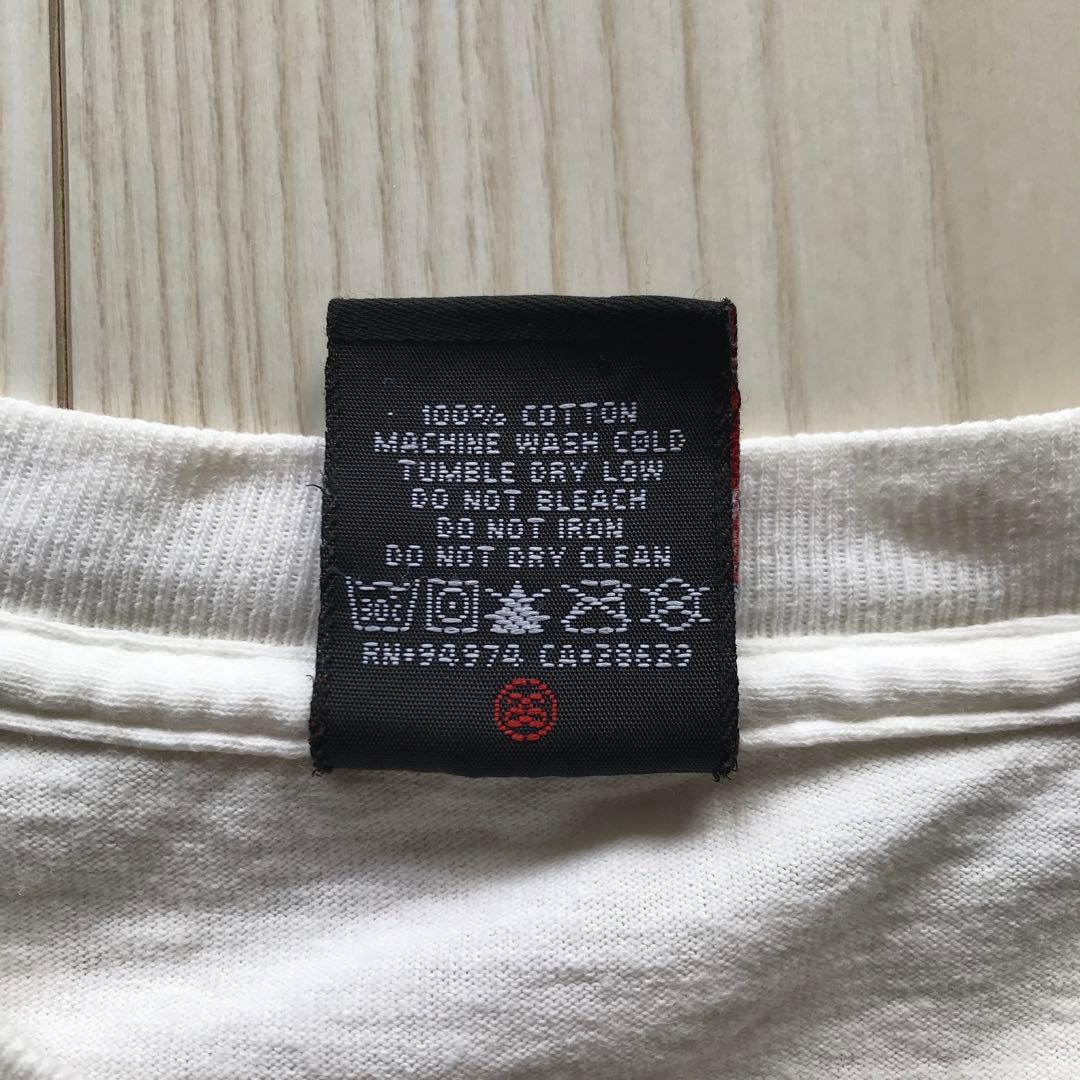 100% COTTON
MACHINE WASH COLD
TUMBLE DRY LOW
DO NOT BLEACH
DO NOT IRON
DO NOT DRY CLEAN
30c
RN#94974 CA#28629